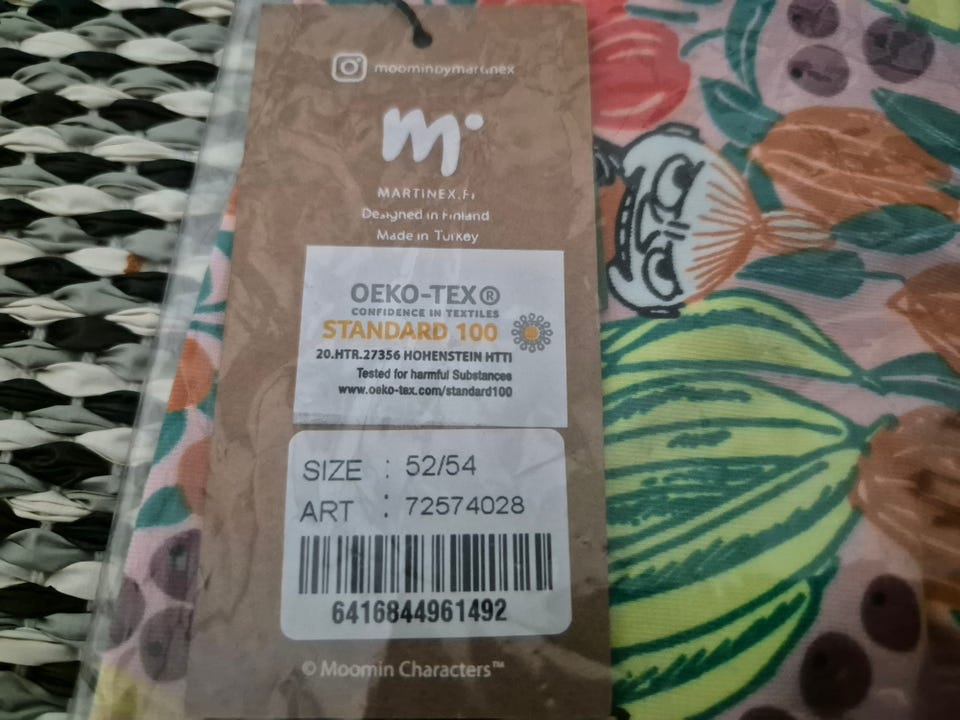 moominbymartinex
m
MARTINEX.FI
Designed in Finland
Made in Turkey
OEKO-TEX®
CONFIDENCE IN TEXTILES
STANDARD 100
20.HTR.27356 HOHENSTEIN HTTI
Tested for harmful Substances
www.oeko-tex.com/standard100
SIZE : 52/54
ART : 72574028
6416844961492
© Moomin Characters™